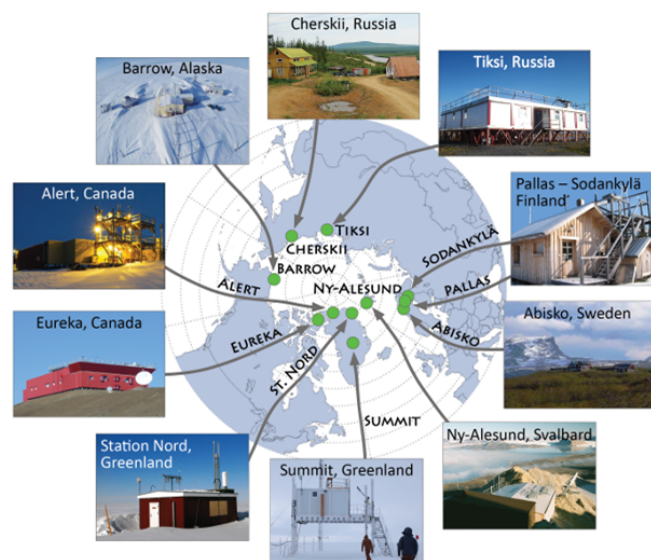 Cherskii, Russia
Barrow, Alaska
Tiksi, Russia
Alert, Canada
Pallas – Sodankylä
Finland
TIKSI
CHERSKII
SODANKYLÄ
BARROW
NY-ALESUND
ALERT
PALLAS
Eureka, Canada
Abisko, Sweden
EUREKA
ABISKO
ST. NORD
SUMMIT
Station Nord,
Greenland
Ny-Alesund, Svalbard
Summit, Greenland